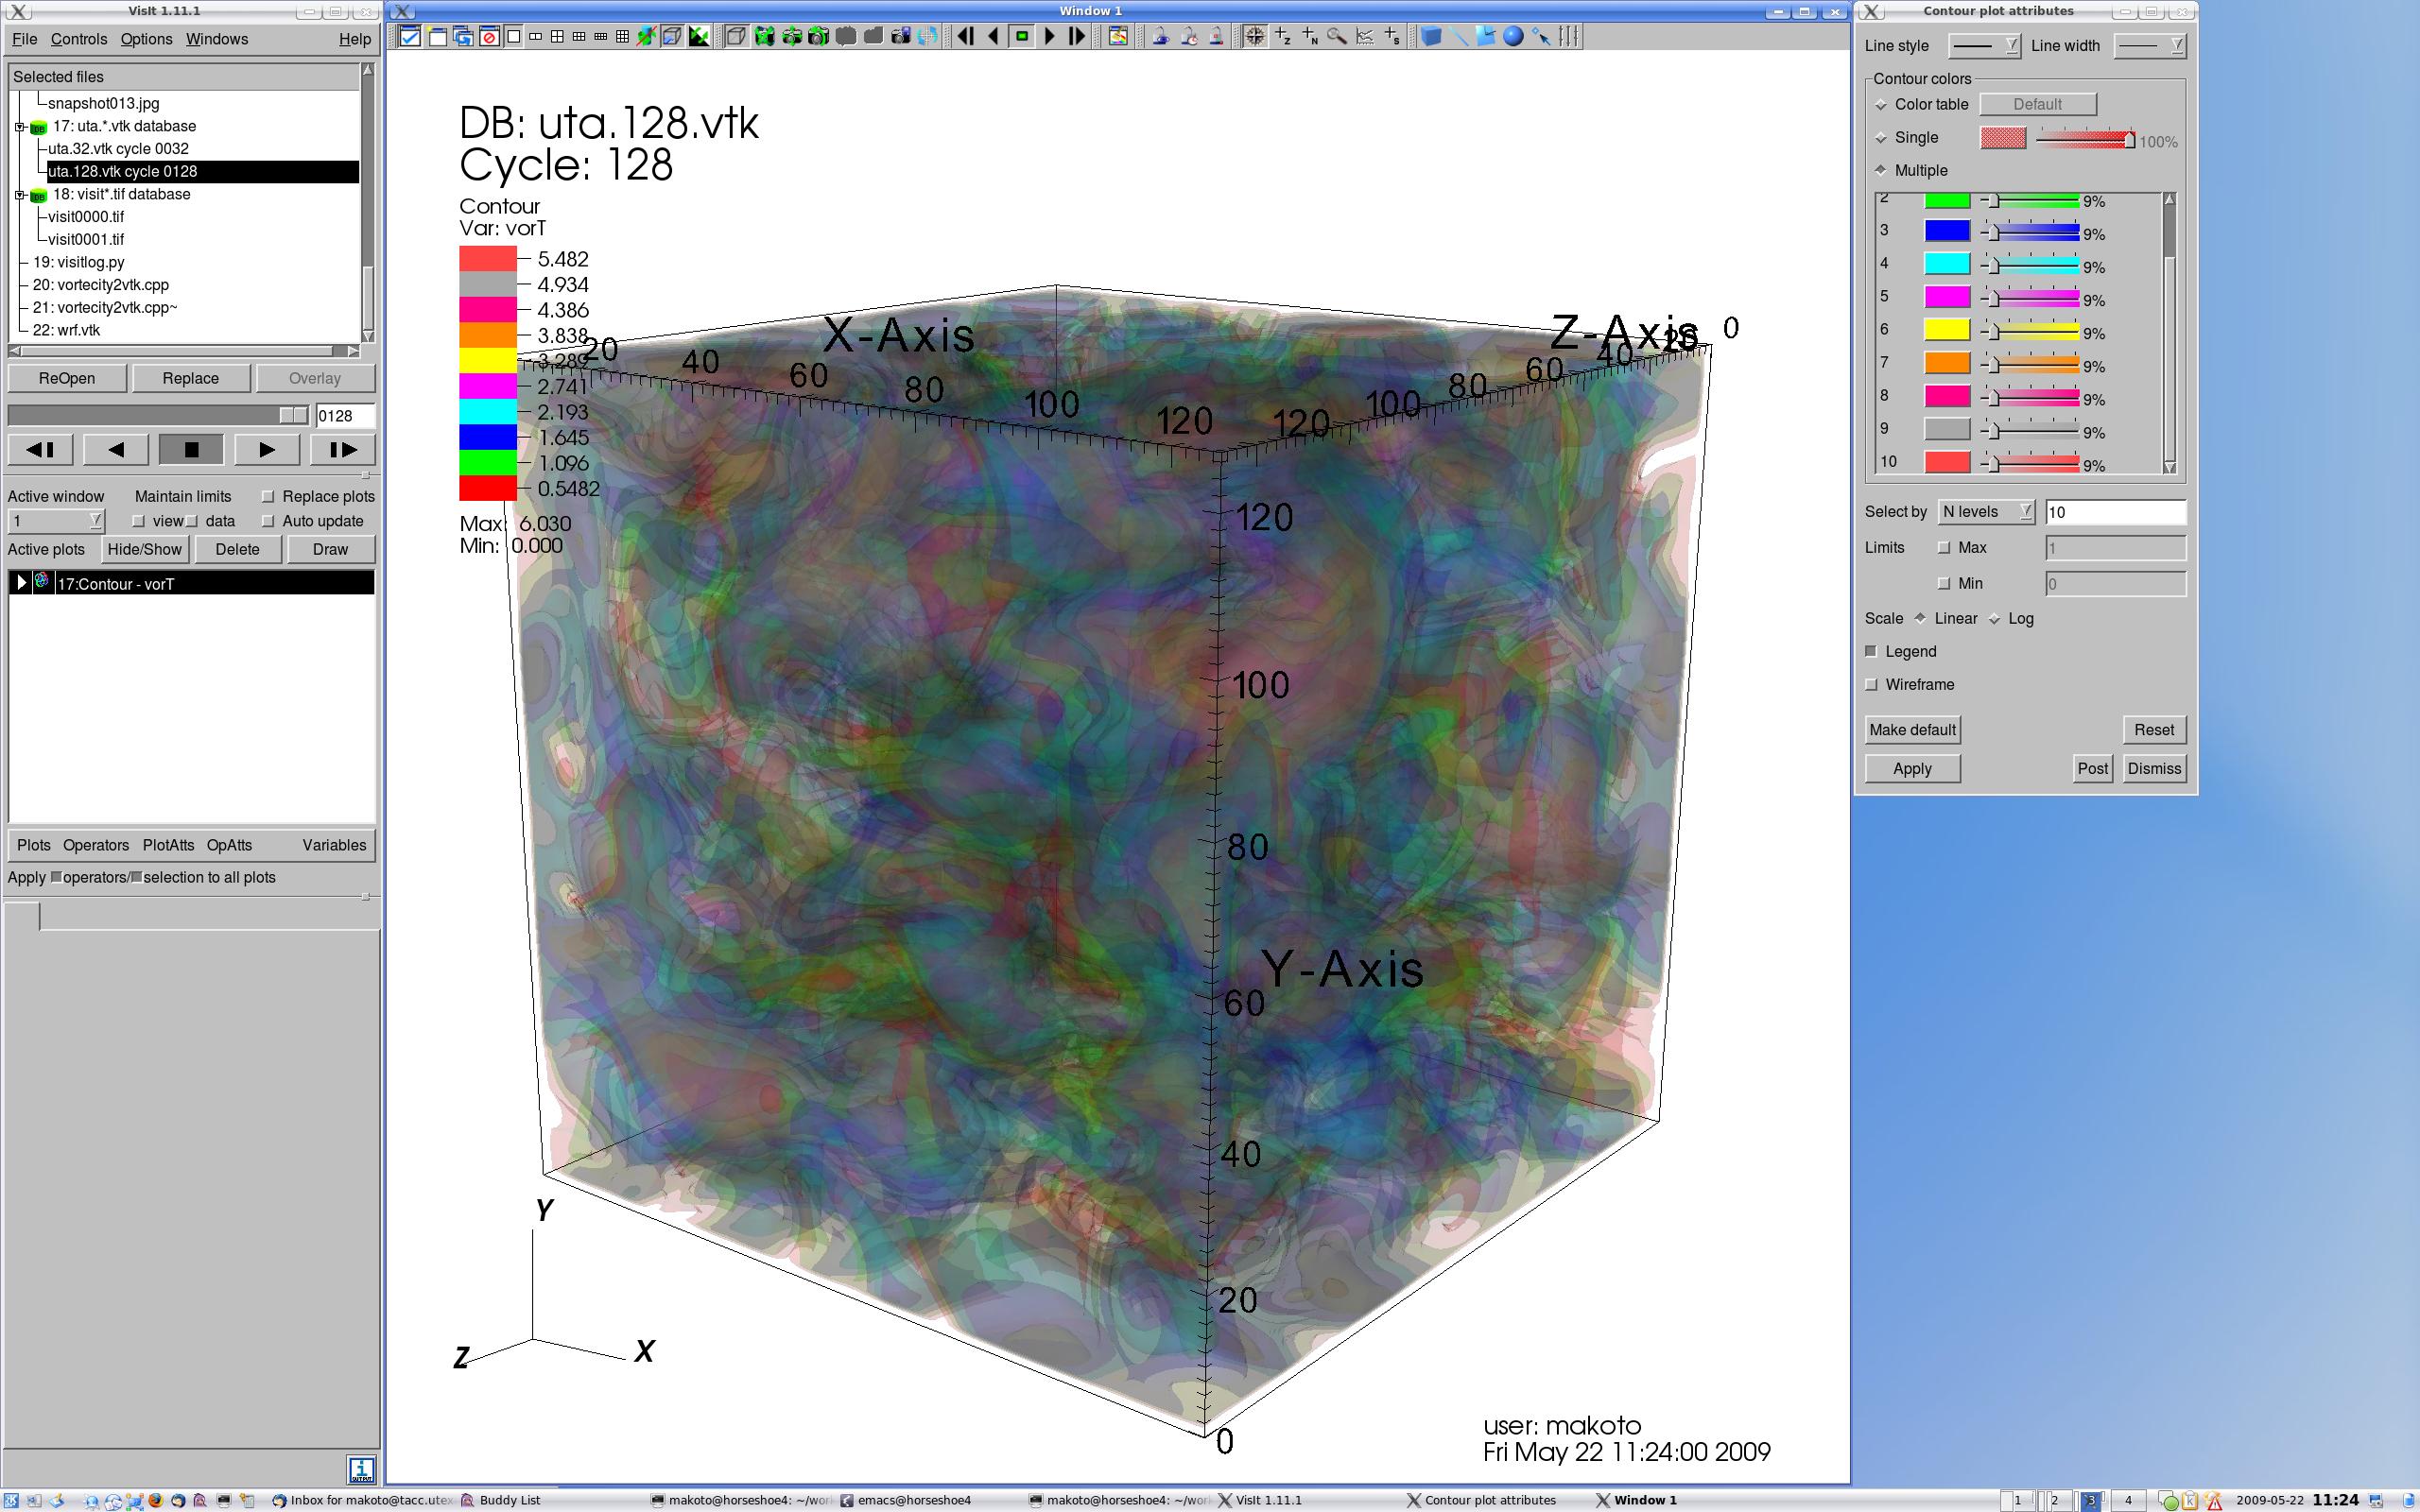 VisIt 1.11.1
File Controls Options Windows Help
Selected files
snapshot013.jpg
17: uta.*.vtk database
uta.32.vtk cycle 0032
uta.128.vtk cycle 0128
18: visit*.tif database
visit0000.tif
visit0001.tif
19: visitlog.py
20: vortecity2vtk.cpp
21: vortecity2vtk.cpp~
22: wrf.vtk
ReOpen Replace Overlay
0128
Active window Maintain limits Replace plots
1 view data Auto update
Active plots Hide/Show Delete Draw
17:Contour - vorT
Plots Operators PlotAtts OpAtts Variables
Apply operators/ selection to all plots
Window 1
DB: uta.128.vtk
Cycle: 128
Contour
Var: vorT
5.482
4.934
4.386
3.838
3.289
2.741
2.193
1.645
1.096
0.5482
Max: 6.030
Min: 0.000
X-Axis
20 40 60 80 100 120
Z-Axis
120 100 80 60 40 20 0
120
100
80
Y-Axis
60
40
20
0
Y
Z X
user: makoto
Fri May 22 11:24:00 2009
Contour plot attributes
Line style Line width
Contour colors
Color table Default
Single 100%
Multiple
2 9%
3 9%
4 9%
5 9%
6 9%
7 9%
8 9%
9 9%
10 9%
Select by N levels 10
Limits Max 1
Min 0
Scale Linear Log
Legend
Wireframe
Make default Reset
Apply Post Dismiss
Inbox for makoto@tacc.utex Buddy List makoto@horseshoe4: ~/wor emacs@horseshoe4 makoto@horseshoe4: ~/wor VisIt 1.11.1 Contour plot attributes Window 1 1 2 3 4 2009-05-22 11:24